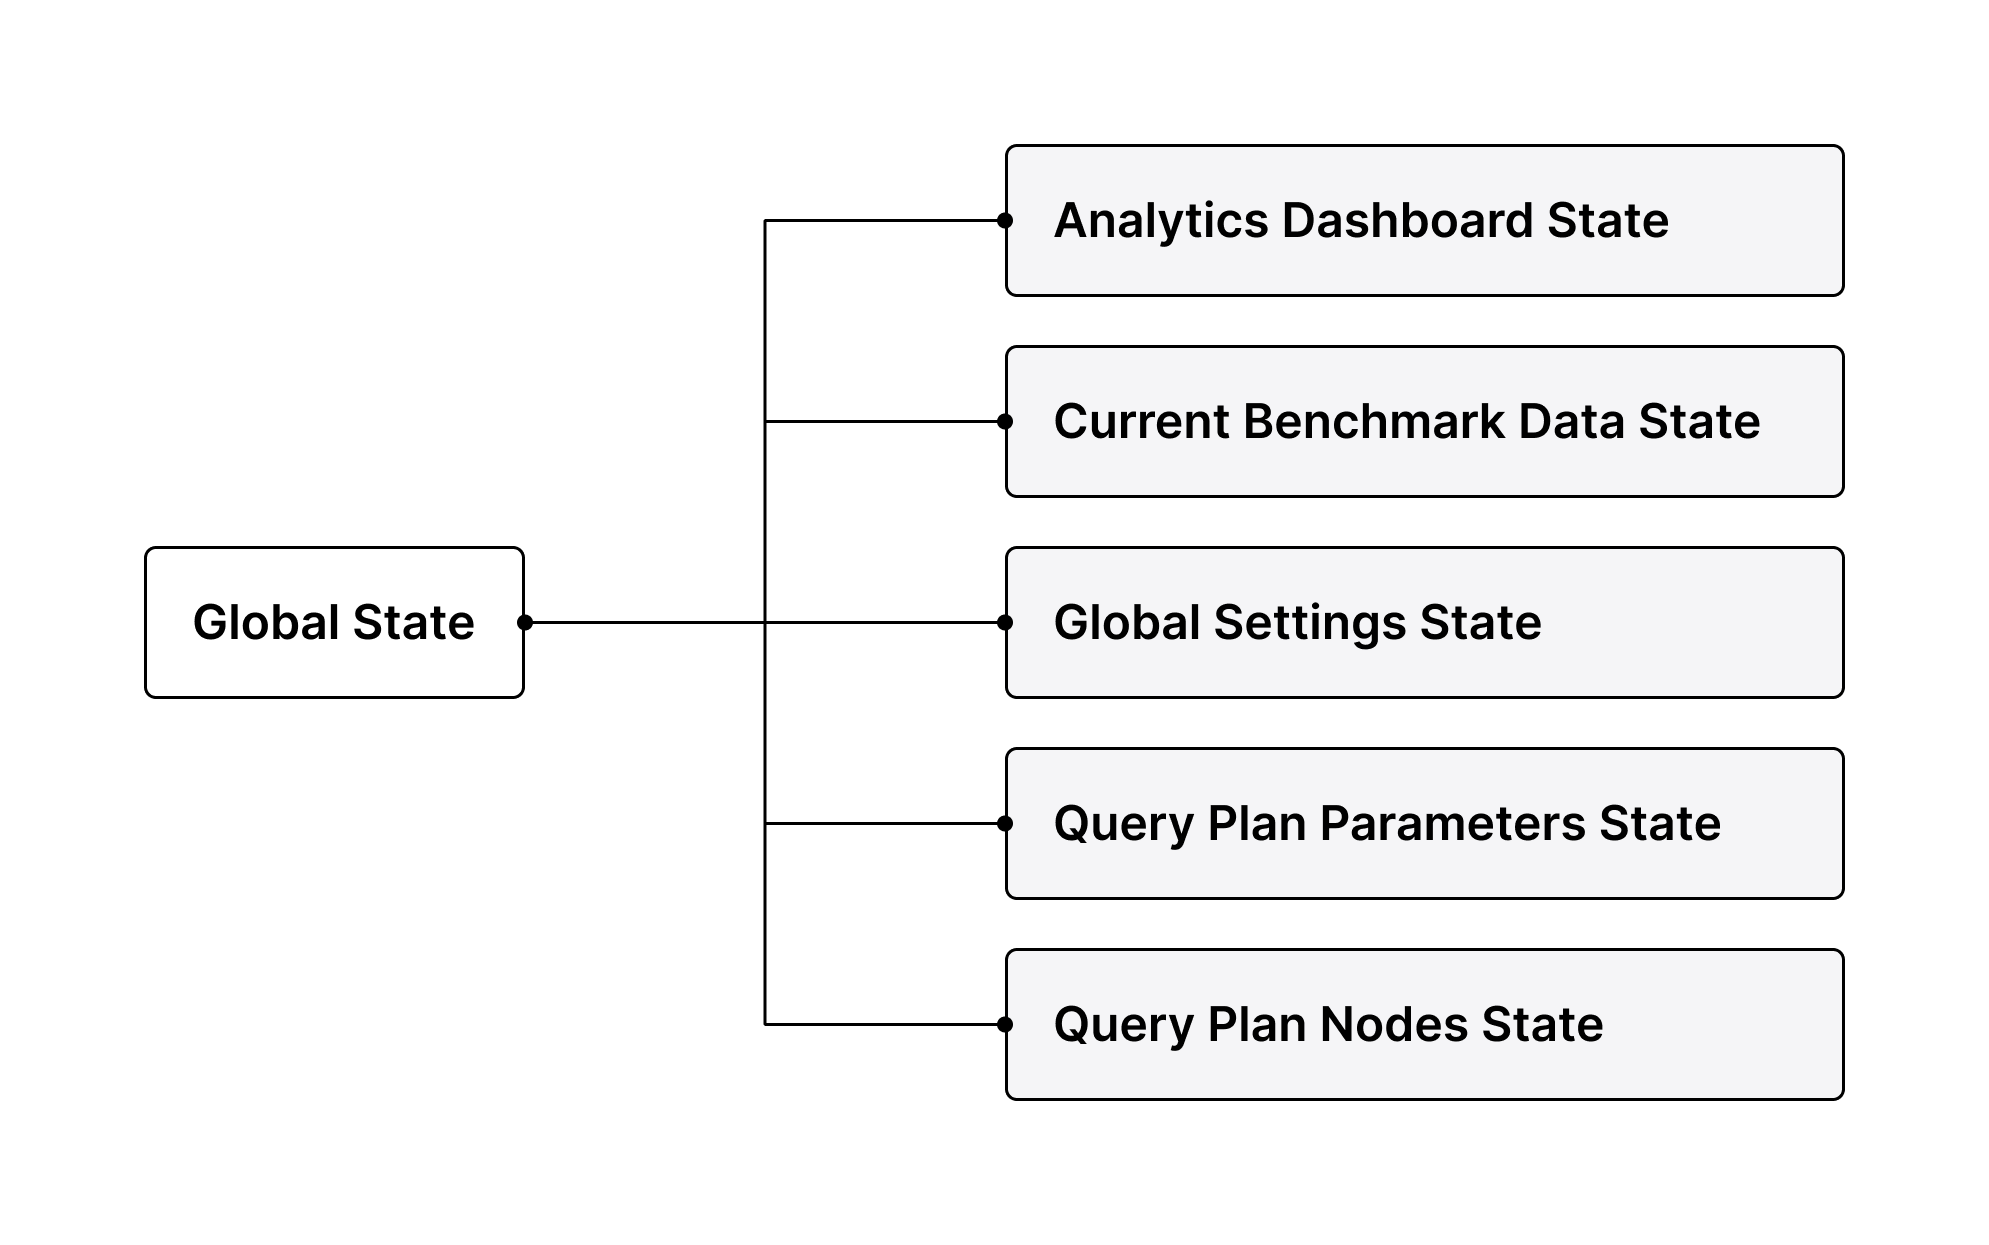 Analytics Dashboard State
Current Benchmark Data State
Global State
Global Settings State
Query Plan Parameters State
Query Plan Nodes State